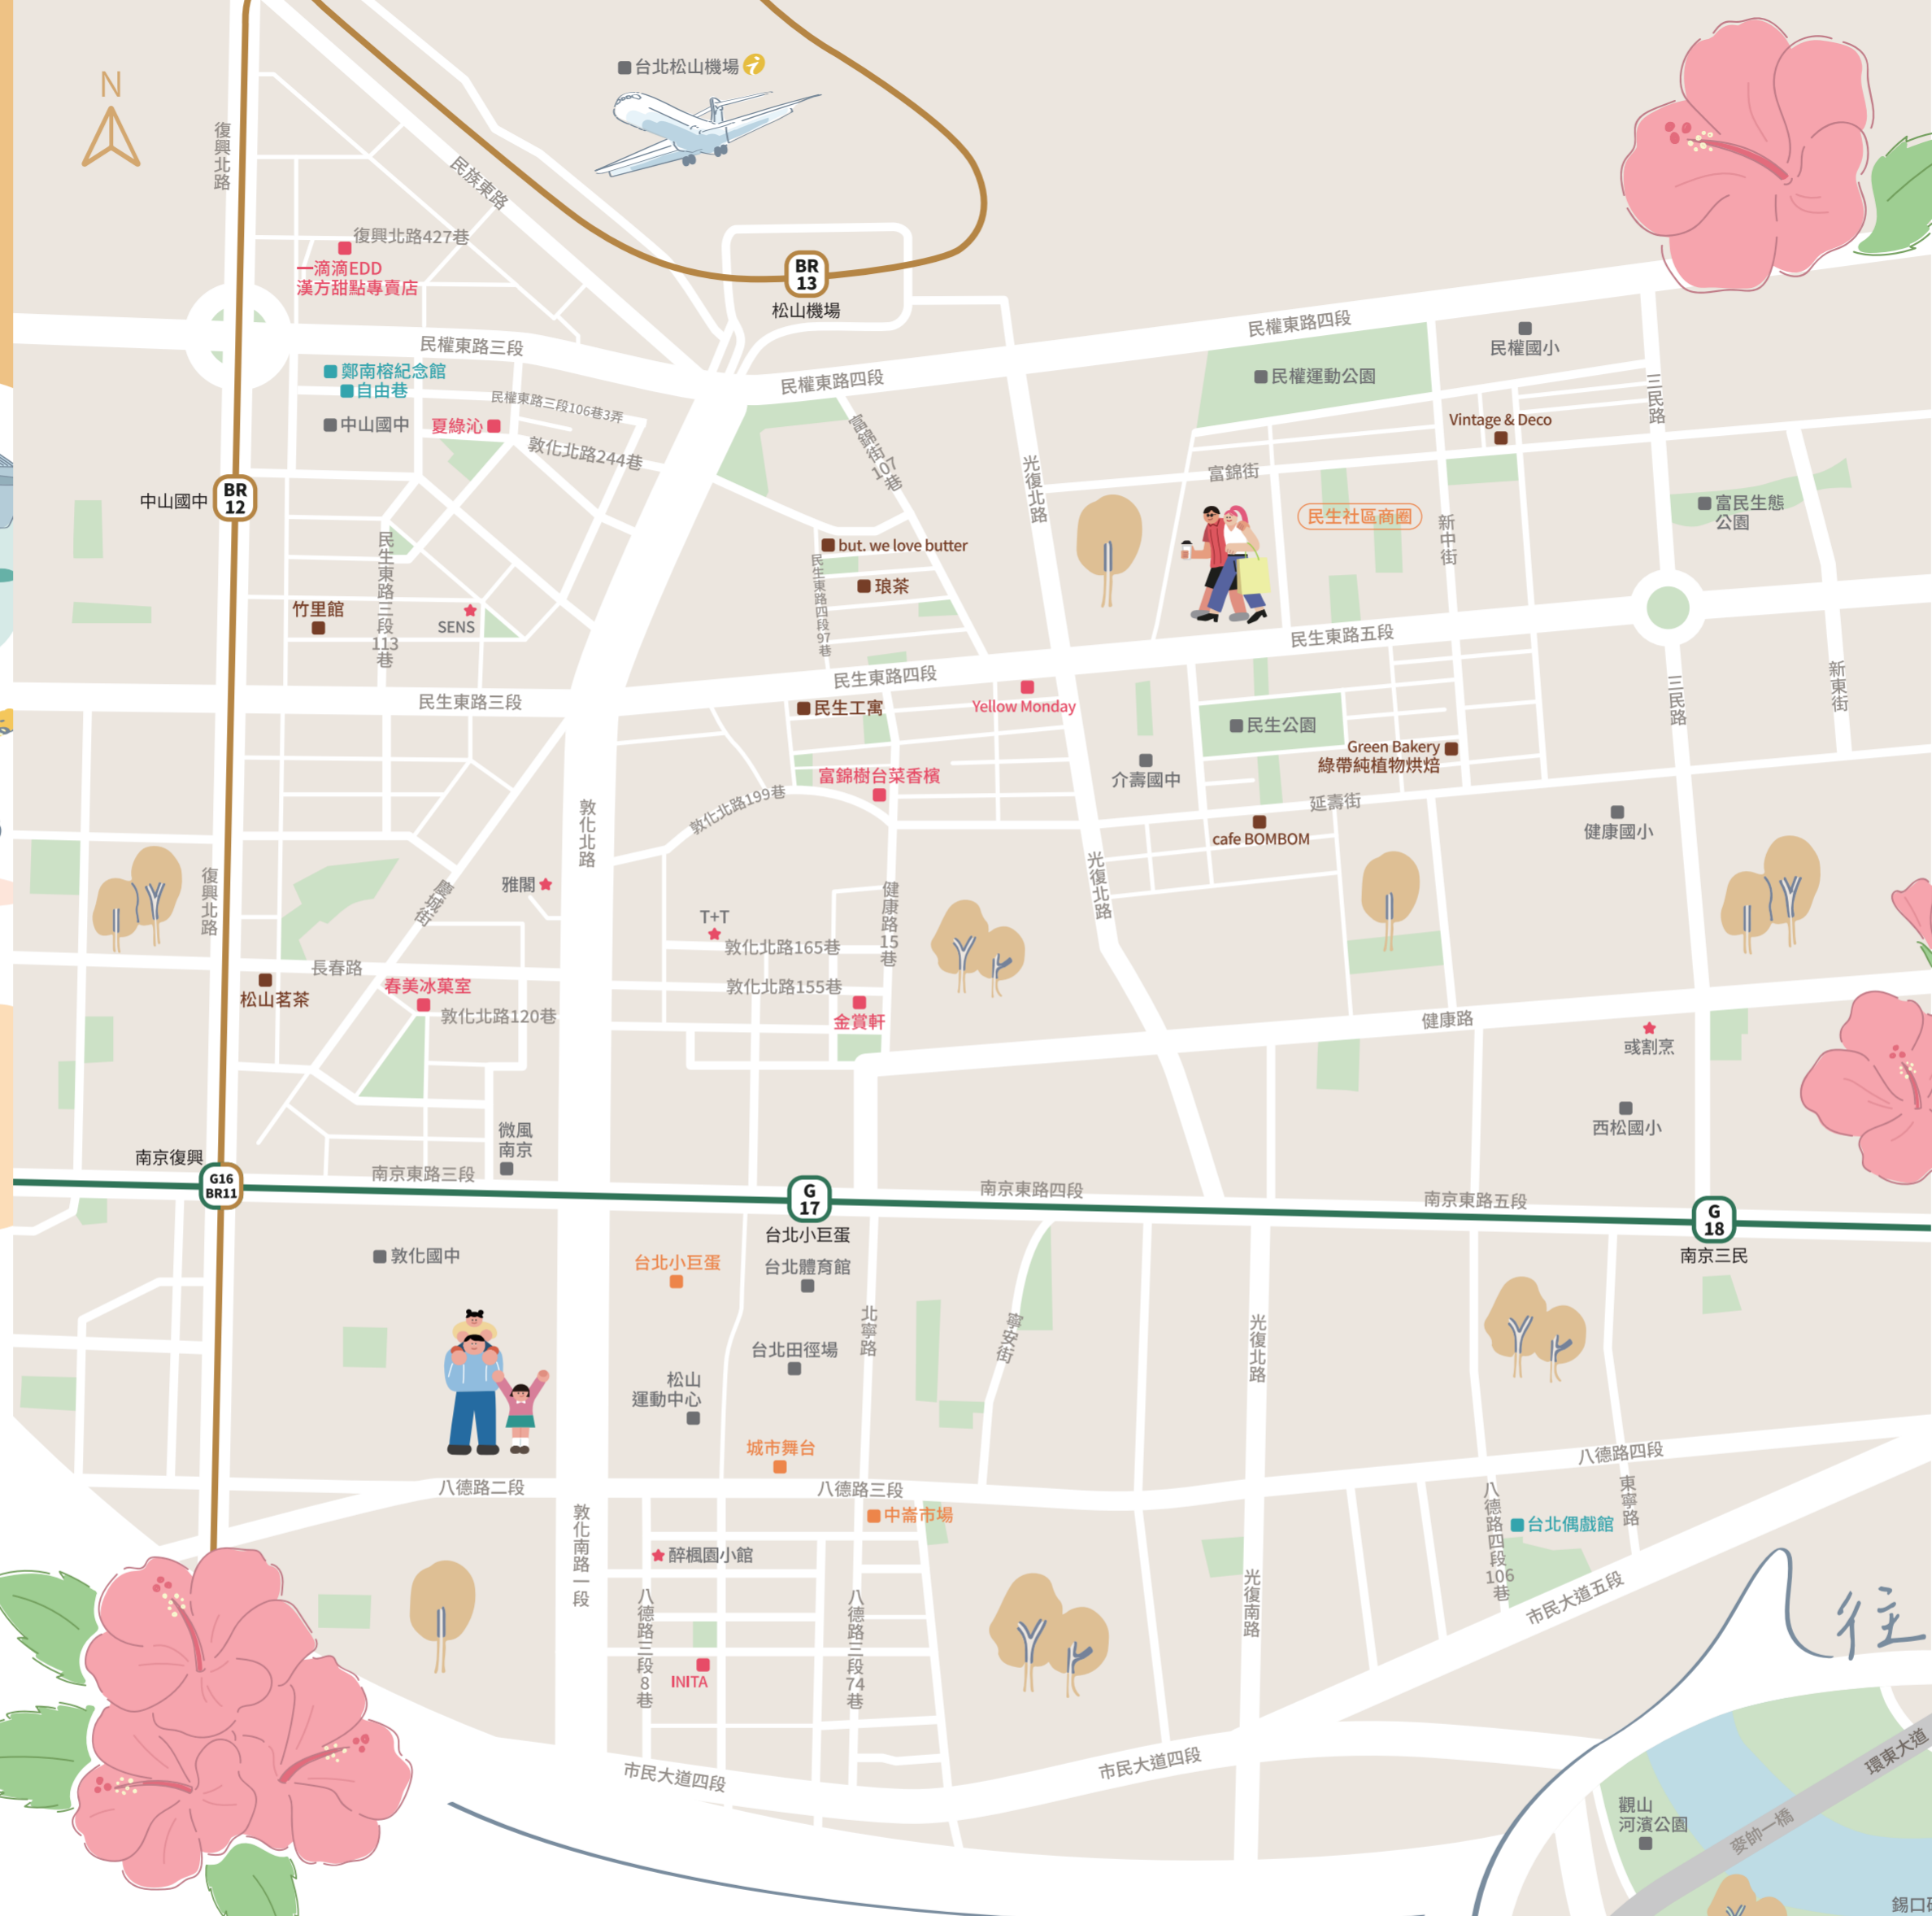 台北松山機場
N
復興北路
民族東路
復興北路427巷
一滴滴EDD
漢方甜點專賣店
BR
13
松山機場
民權東路三段
民權東路四段
民權東路四段
民權國小
民權運動公園
三民路
鄭南榕紀念館
自由巷
民權東路三段106巷3弄
中山國中
夏綠沁
敦化北路244巷
富錦街107巷
Vintage & Deco
光復北路
富錦街
中山國中
BR
12
民生社區商圈
新中街
富民生態
公園
民生東路三段113巷
but. we love butter
民生東路四段97巷
琅茶
竹里館
SENS
民生東路五段
民生東路四段
民生東路三段
民生工寓
Yellow Monday
三民路
新東街
民生公園
Green Bakery
綠帶純植物烘焙
介壽國中
富錦樹台菜香檳
敦化北路199巷
敦化北路
延壽街
cafe BOMBOM
健康國小
復興北路
慶城街
雅閣
光復北路
健康路15巷
T+T
敦化北路165巷
長春路
松山茗茶
春美冰菓室
敦化北路120巷
敦化北路155巷
金賞軒
健康路
彧割烹
西松國小
微風
南京
南京復興
G16
BR11
南京東路三段
G
17
台北小巨蛋
南京東路四段
南京東路五段
G
18
南京三民
敦化國中
台北小巨蛋
台北體育館
北寧路
寧安街
光復北路
台北田徑場
松山
運動中心
城市舞台
八德路二段
八德路三段
八德路四段
中崙市場
敦化南路一段
醉楓園小館
八德路三段8巷
八德路三段74巷
INITA
光復南路
八德路四段106巷
台北偶戲館
東寧路
市民大道五段
往
市民大道四段
市民大道四段
環東大道
麥帥一橋
觀山
河濱公園
錫口